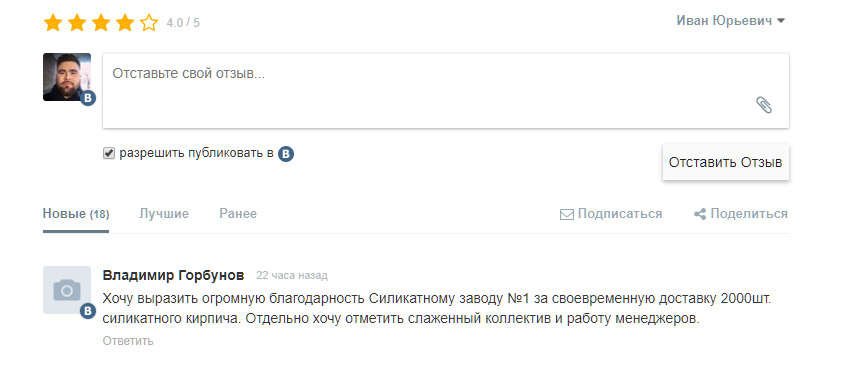 4.0 / 5
Иван Юрьевич
Отставьте свой отзыв...
разрешить публиковать в B
Отставить Отзыв
Новые (18) Лучшие Ранее Подписаться Поделиться
Владимир Горбунов 22 часа назад
Хочу выразить огромную благодарность Силикатному заводу №1 за своевременную доставку 2000шт.
силикатного кирпича. Отдельно хочу отметить слаженный коллектив и работу менеджеров.
Ответить